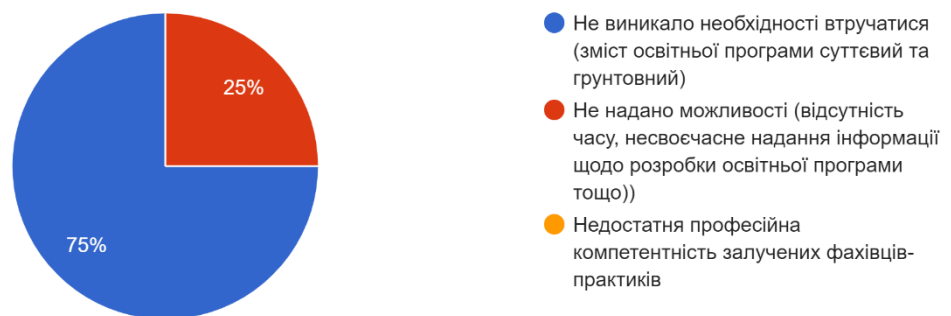 25%
75%
Не виникало необхідності втручатися
(зміст освітньої програми суттєвий та
грунтовний)
Не надано можливості (відсутність
часу, несвоєчасне надання інформації
щодо розробки освітньої програми
тощо))
Недостатня професійна
компетентність залучених фахівців-
практиків